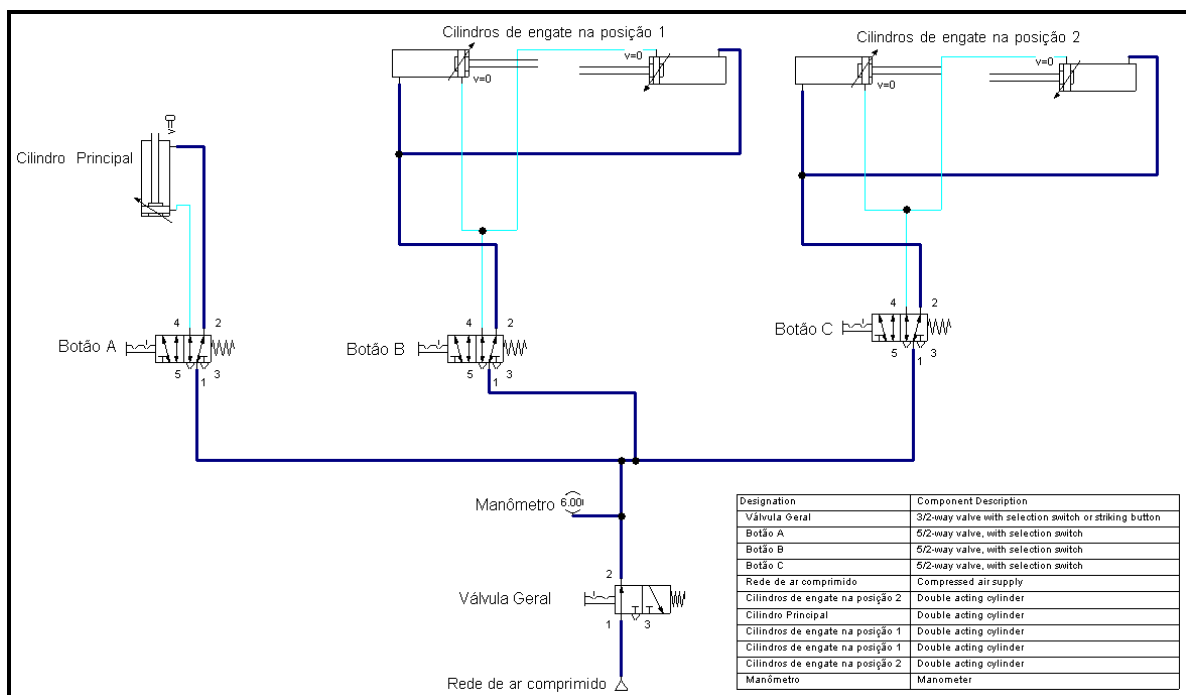 Cilindros de engate na posição 1
Cilindros de engate na posição 2
v=0
v=0
v=0
v=0
v
Cilindro Principal
4 2
Botão A
5 1 3
4 2
Botão B
5 1 3
4 2
Botão C
5 1 3
Manômetro 6.00
2
Válvula Geral
1 3
Rede de ar comprimido
Designation Component Description
Válvula Geral 3/2-way valve with selection switch or striking button
Botão A 5/2-way valve, with selection switch
Botão B 5/2-way valve, with selection switch
Botão C 5/2-way valve, with selection switch
Rede de ar comprimido Compressed air supply
Cilindros de engate na posição 2 Double acting cylinder
Cilindro Principal Double acting cylinder
Cilindros de engate na posição 1 Double acting cylinder
Cilindros de engate na posição 1 Double acting cylinder
Cilindros de engate na posição 2 Double acting cylinder
Manômetro Manometer